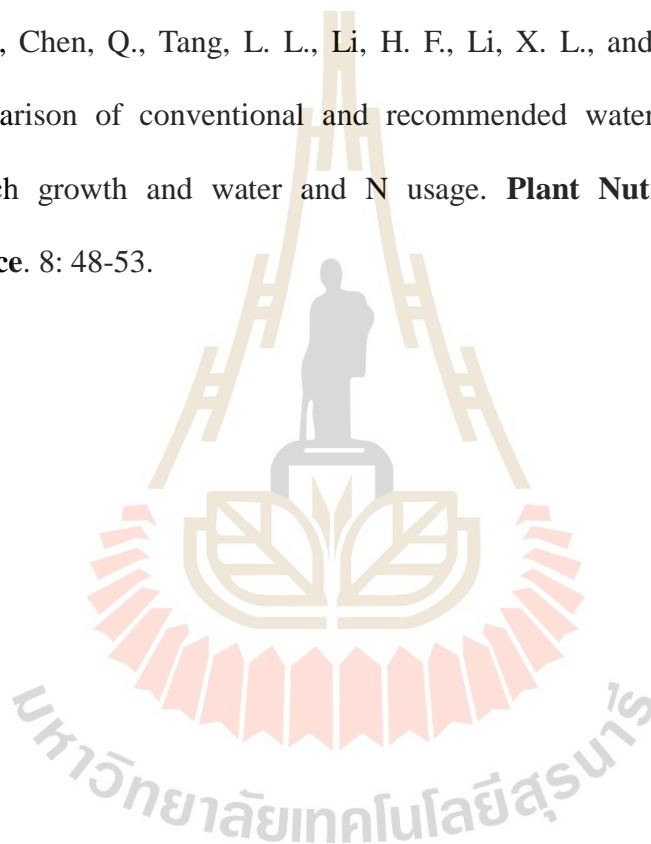 , Chen, Q., Tang, L. L., Li, H. F., Li, X. L., and
arison of conventional and recommended water
ch growth and water and N usage. Plant Nut
ce. 8: 48-53.
มหาวิทยาลัยเทคโนโลยีสุรนารี